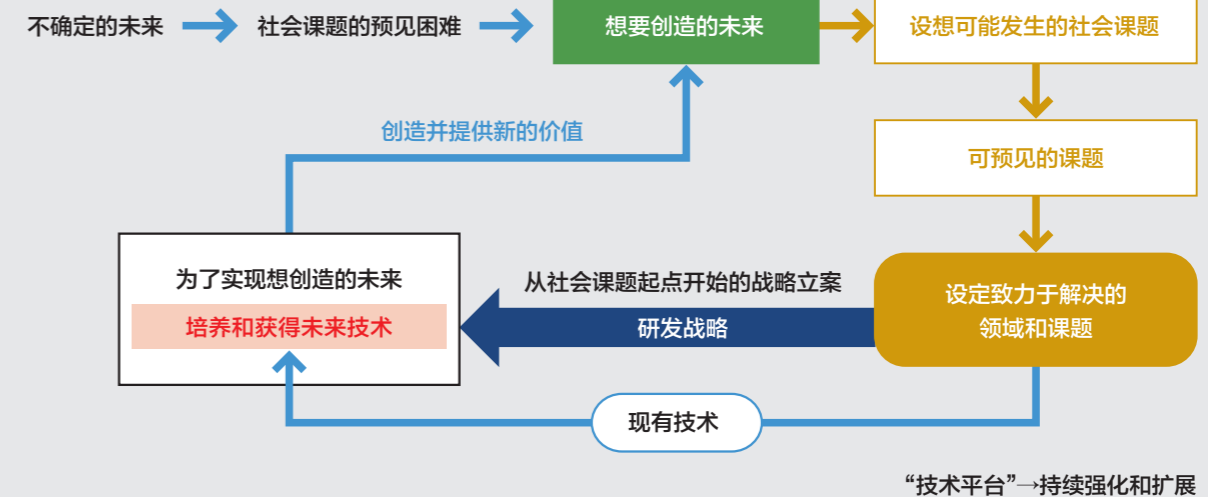 不确定的未来
社会课题的预见困难
想要创造的未来
设想可能发生的社会课题
创造并提供新的价值
可预见的课题
为了实现想创造的未来
培养和获得未来技术
从社会课题起点开始的战略立案
研发战略
设定致力于解决的
领域和课题
现有技术
“技术平台”→持续强化和扩展